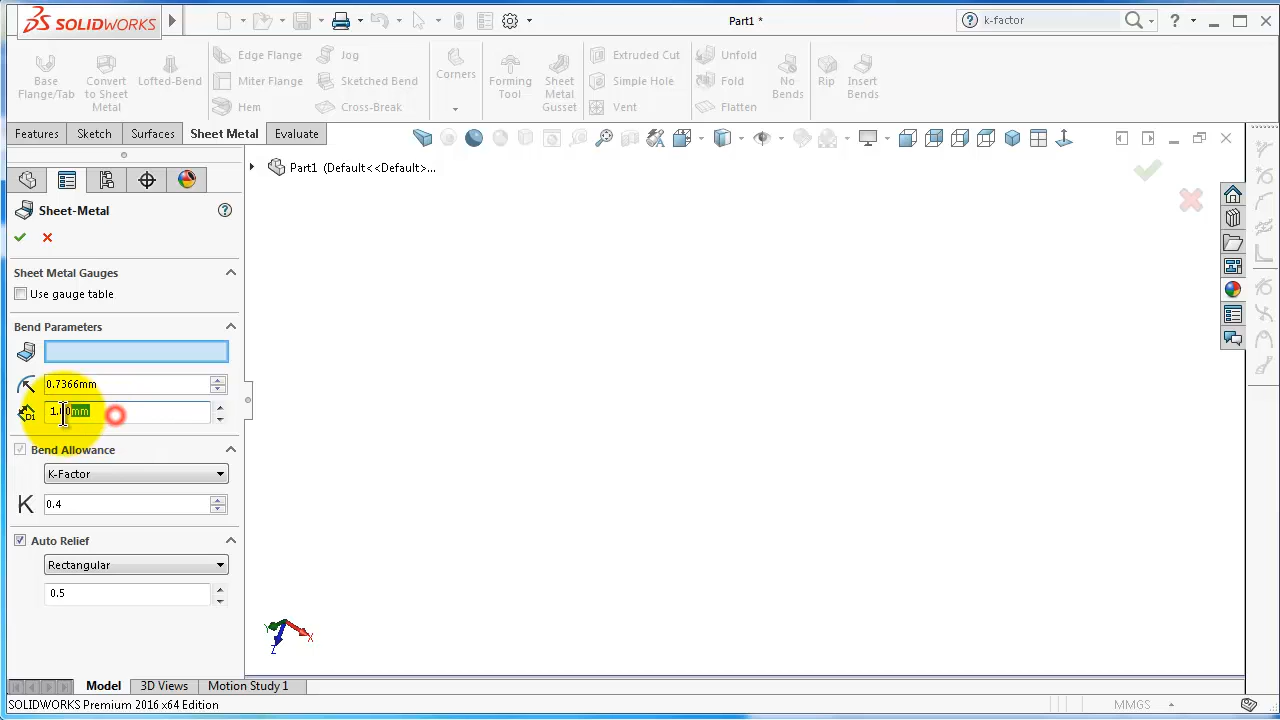 SOLIDWORKS
Part1 *
k-factor
?
Base Flange/Tab
Convert to Sheet Metal
Lofted-Bend
Edge Flange
Miter Flange
Hem
Jog
Sketched Bend
Cross-Break
Corners
Forming Tool
Sheet Metal Gusset
Extruded Cut
Simple Hole
Vent
Unfold
Fold
Flatten
No Bends
Rip
Insert Bends
Features
Sketch
Surfaces
Sheet Metal
Evaluate
Part1 (Default<<Default>...
Sheet-Metal
?
Sheet Metal Gauges
Use gauge table
Bend Parameters
0.7366mm
D1
mm
Bend Allowance
K-Factor
K
0.4
Auto Relief
Rectangular
0.5
Y
X
Z
Model
3D Views
Motion Study 1
SOLIDWORKS Premium 2016 x64 Edition
MMGS